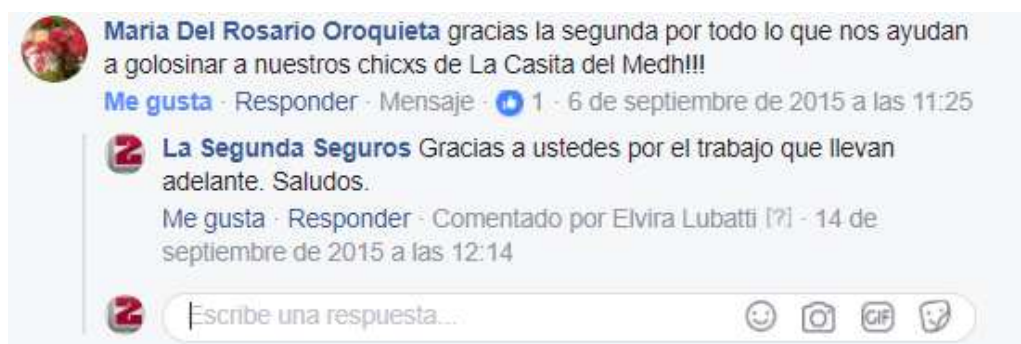 Maria Del Rosario Oroquieta gracias la segunda por todo lo que nos ayudan
a golosinar a nuestros chicxs de La Casita del Medh!!!
Me gusta · Responder · Mensaje · 1 · 6 de septiembre de 2015 a las 11:25
La Segunda Seguros Gracias a ustedes por el trabajo que llevan
adelante. Saludos.
Me gusta · Responder · Comentado por Elvira Lubatti [?] · 14 de
septiembre de 2015 a las 12:14
Escribe una respuesta...
GIF